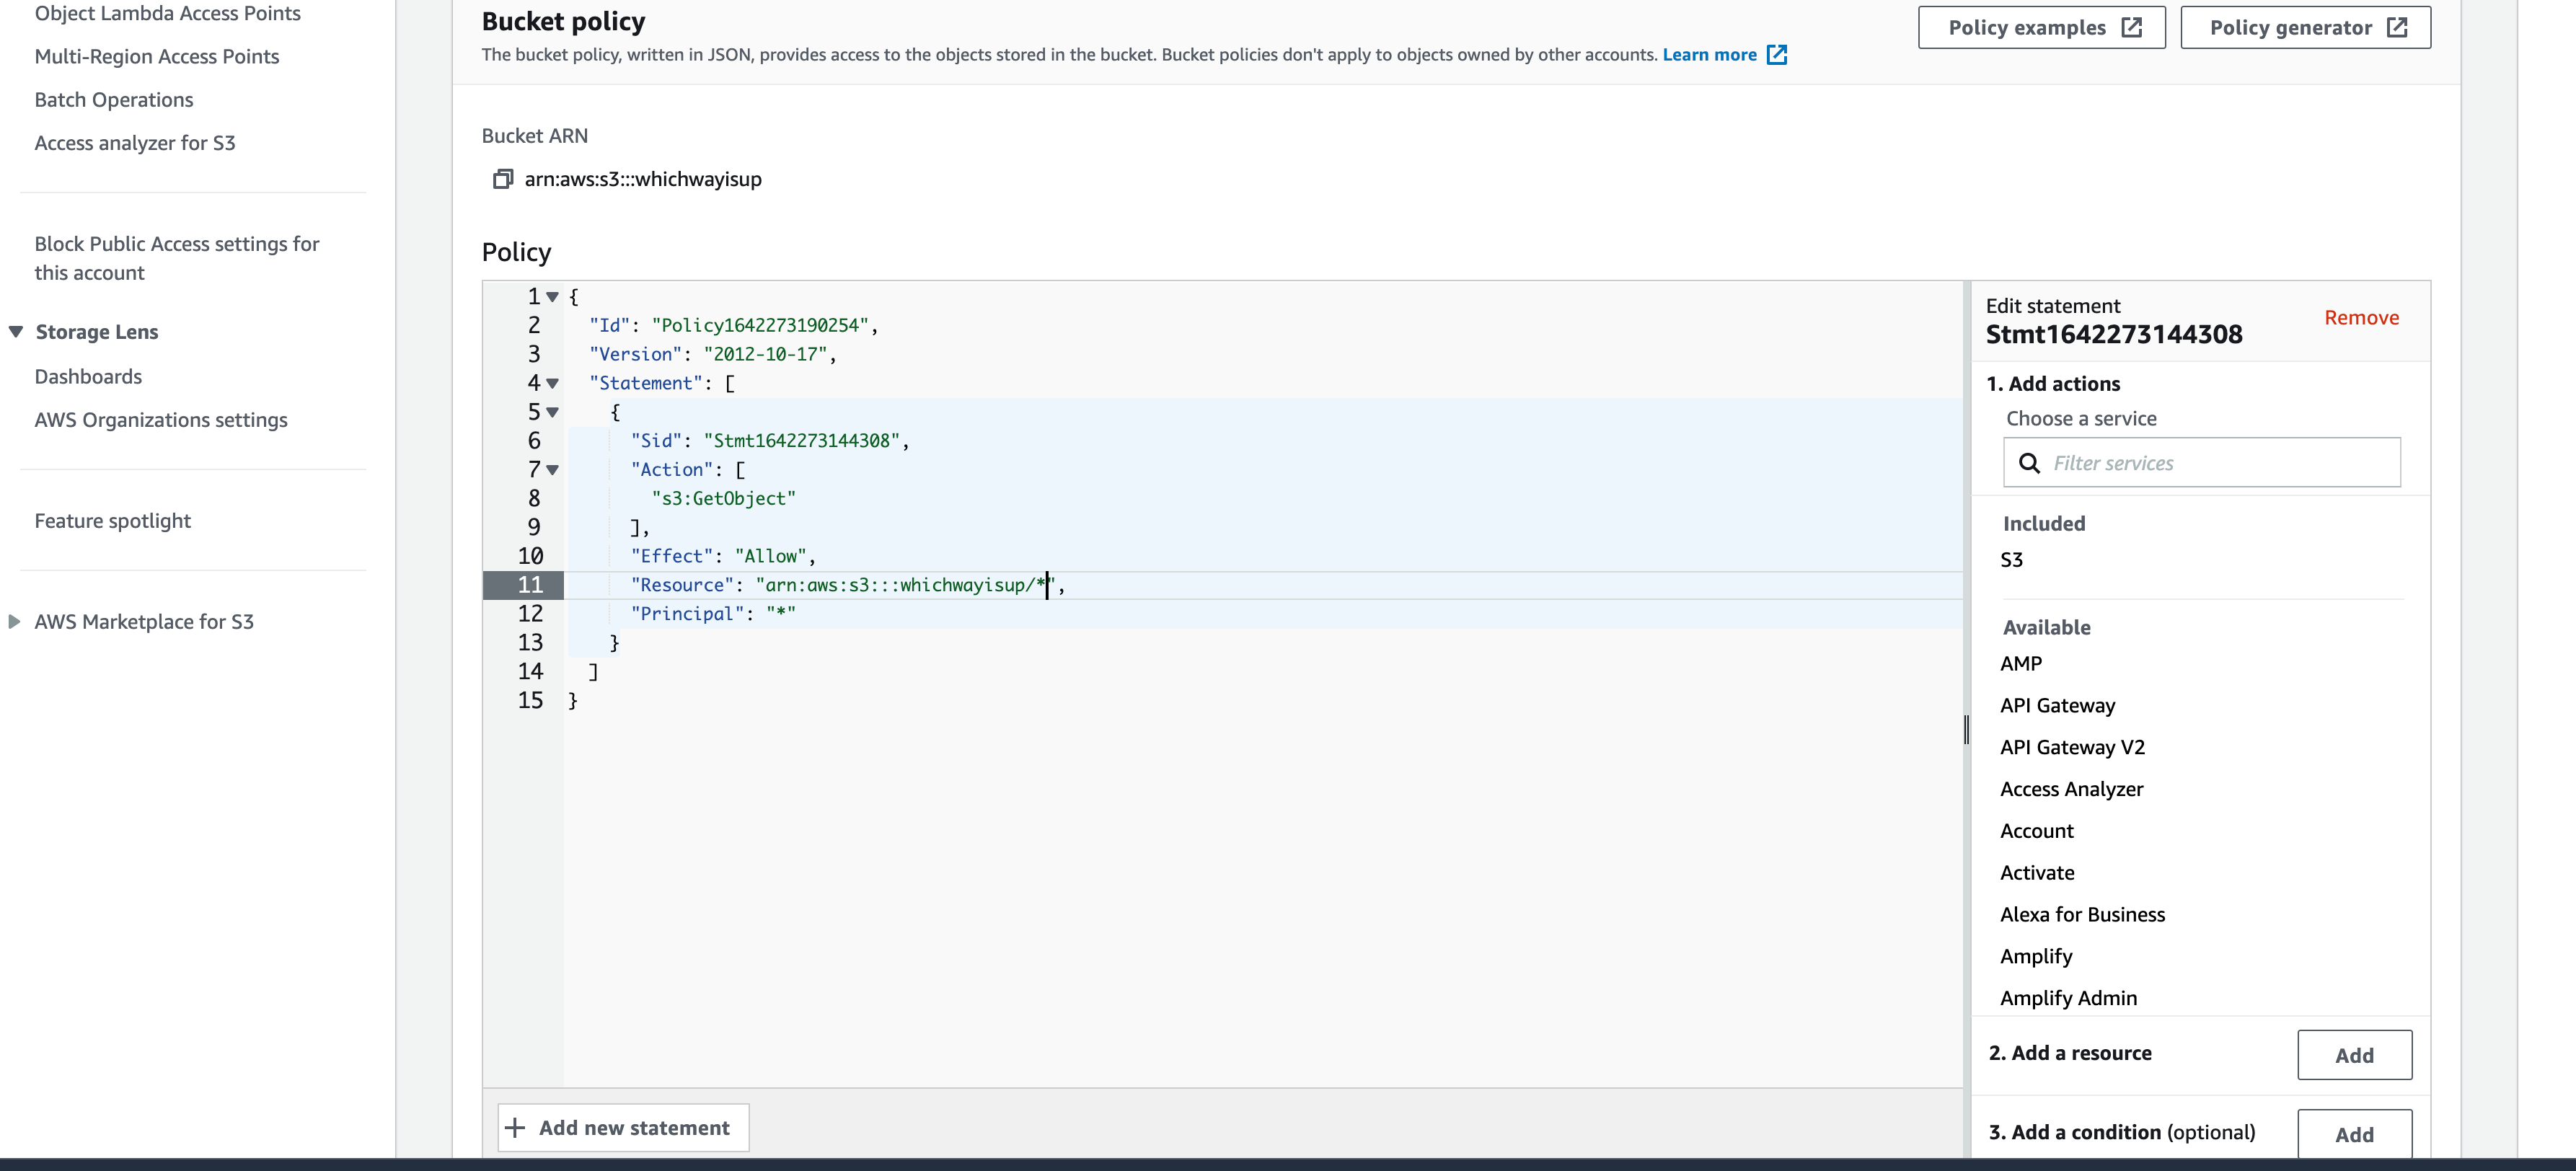 Object Lambda Access Points
Multi-Region Access Points
Batch Operations
Access analyzer for S3
Block Public Access settings for
this account
Storage Lens
Dashboards
AWS Organizations settings
Feature spotlight
AWS Marketplace for S3
Bucket policy
The bucket policy, written in JSON, provides access to the objects stored in the bucket. Bucket policies don't apply to objects owned by other accounts. Learn more
Policy examples
Policy generator
Bucket ARN
arn:aws:s3:::whichwayisup
Policy
1 {
2 "Id": "Policy1642273190254",
3 "Version": "2012-10-17",
4 "Statement": [
5 {
6 "Sid": "Stmt1642273144308",
7 "Action": [
8 "s3:GetObject"
9 ],
10 "Effect": "Allow",
11 "Resource": "arn:aws:s3:::whichwayisup/*",
12 "Principal": "*"
13 }
14 ]
15 }
+ Add new statement
Edit statement
Stmt1642273144308
Remove
1. Add actions
Choose a service
Filter services
Included
S3
Available
AMP
API Gateway
API Gateway V2
Access Analyzer
Account
Activate
Alexa for Business
Amplify
Amplify Admin
2. Add a resource
Add
3. Add a condition (optional)
Add